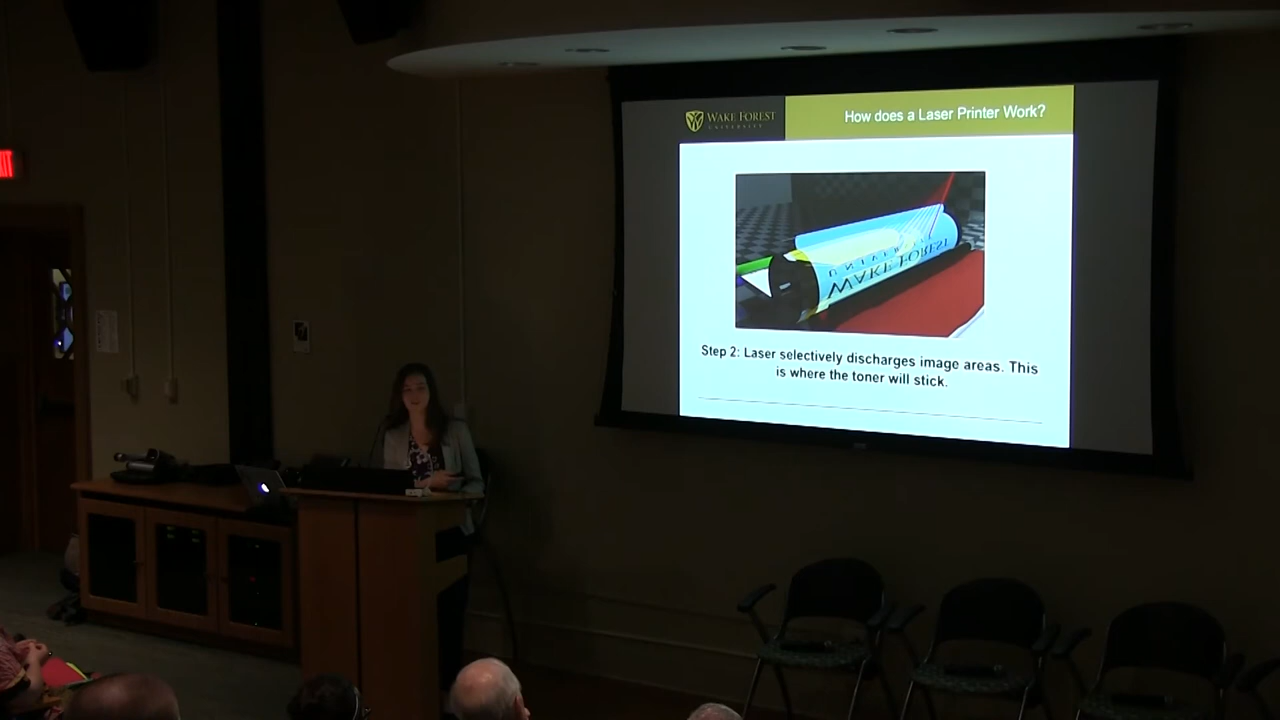 WAKE FOREST
UNIVERSITY
How does a Laser Printer Work?
UNIVERSITY
WAKE FOREST
Step 2: Laser selectively discharges image areas. This
is where the toner will stick.